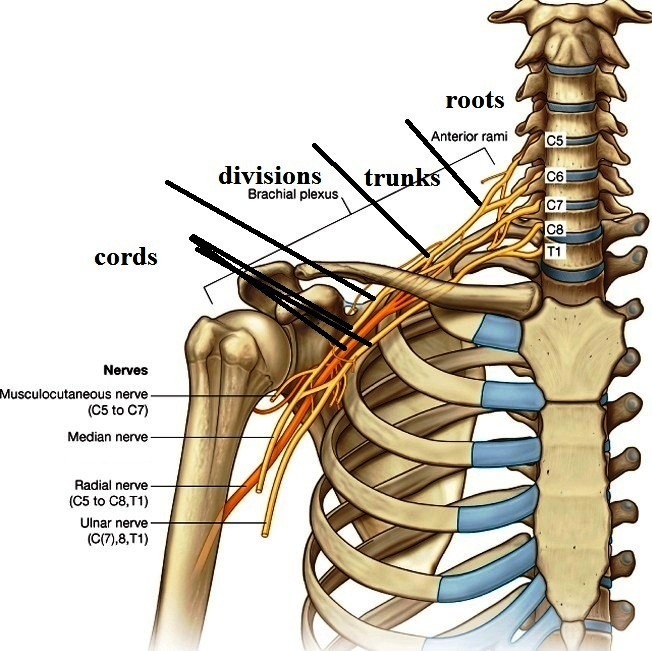 roots
Anterior rami
C5
divisions
trunks
C6
Brachial plexus
C7
C8
T1
cords
Nerves
Musculocutaneous nerve
(C5 to C7)
Median nerve
Radial nerve
(C5 to C8,T1)
Ulnar nerve
(C(7),8,T1)